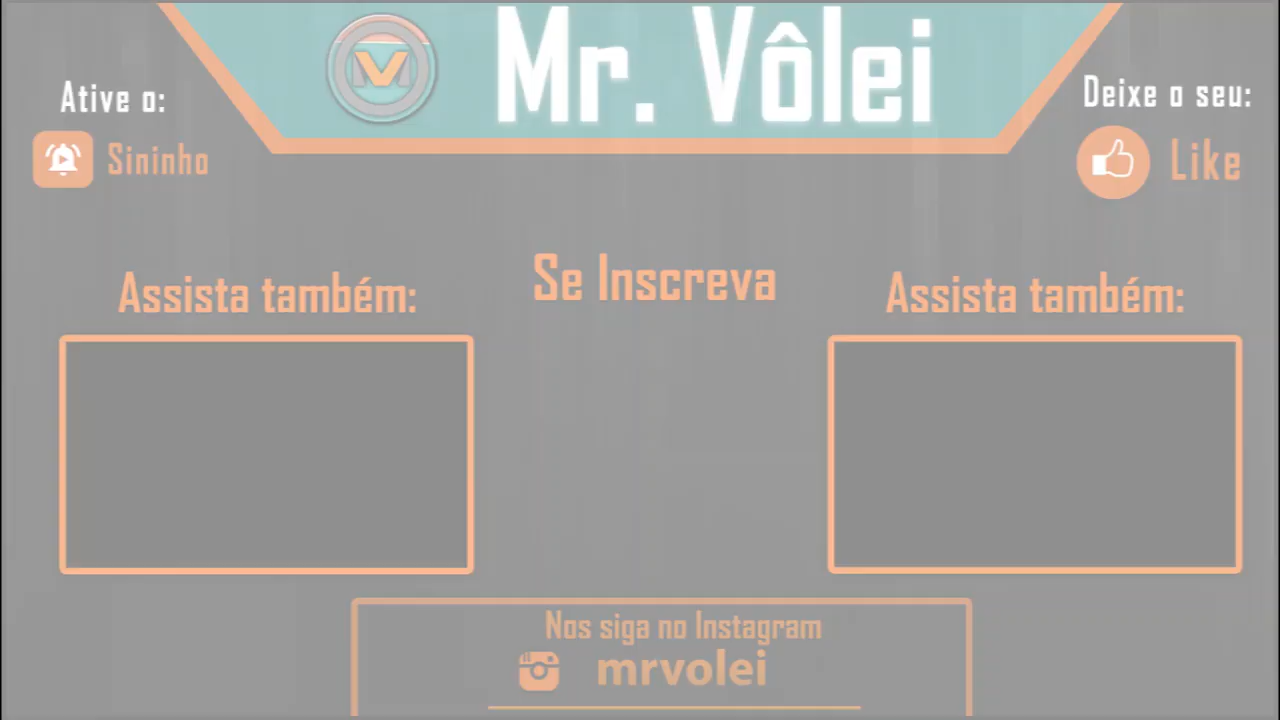 Mr. Vôlei
Ative o:
Sininho
Deixe o seu:
Like
Se Inscreva
Assista também:
Assista também:
Nos siga no Instagram
mrvolei